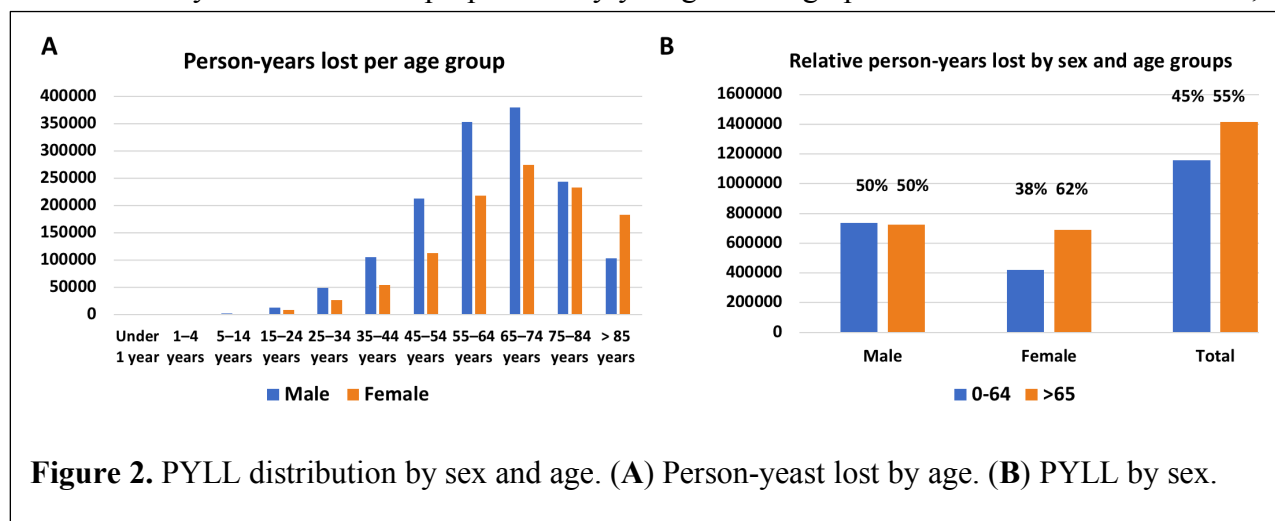 A
Person-years lost per age group
400000
350000
300000
250000
200000
150000
100000
50000
0
Under 1–4 5–14 15–24 25–34 35–44 45–54 55–64 65–74 75–84 > 85
1 year years years years years years years years years years years
Male Female
B
Relative person-years lost by sex and age groups
1600000
1400000
1200000
1000000
800000
600000
400000
200000
0
45% 55%
50% 50% 38% 62%
Male Female Total
0-64 >65
Figure 2. PYLL distribution by sex and age. (A) Person-yeast lost by age. (B) PYLL by sex.